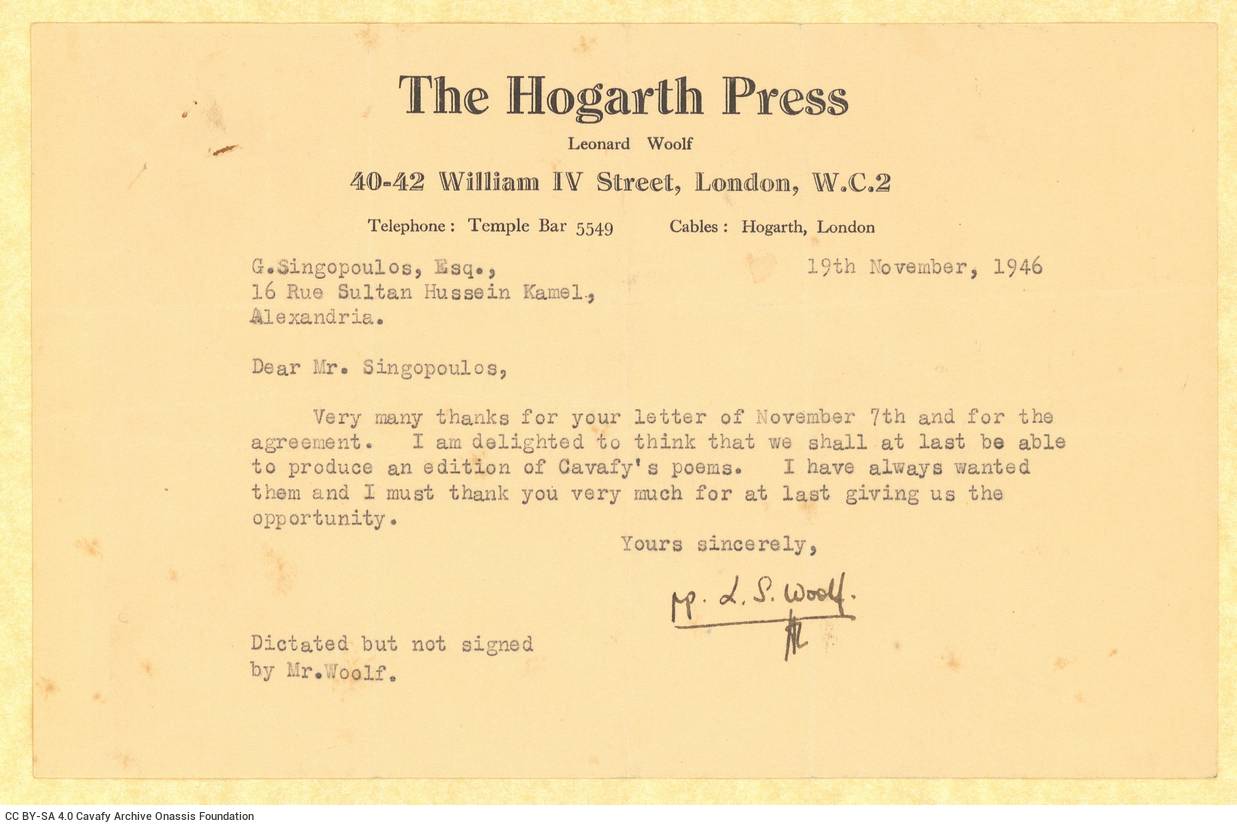 The Hogarth Press
Leonard Woolf
40-42 William IV Street, London, W.C.2
Telephone: Temple Bar 5549 Cables: Hogarth, London
G.Singopoulos, Esq., 19th November, 1946
16 Rue Sultan Hussein Kamel,
Alexandria.
Dear Mr. Singopoulos,
Very many thanks for your letter of November 7th and for the
agreement. I am delighted to think that we shall at last be able
to produce an edition of Cavafy's poems. I have always wanted
them and I must thank you very much for at last giving us the
opportunity.
Yours sincerely,
pp. L. S. Woolf.
Dictated but not signed
by Mr.Woolf.
CC BY-SA 4.0 Cavafy Archive Onassis Foundation